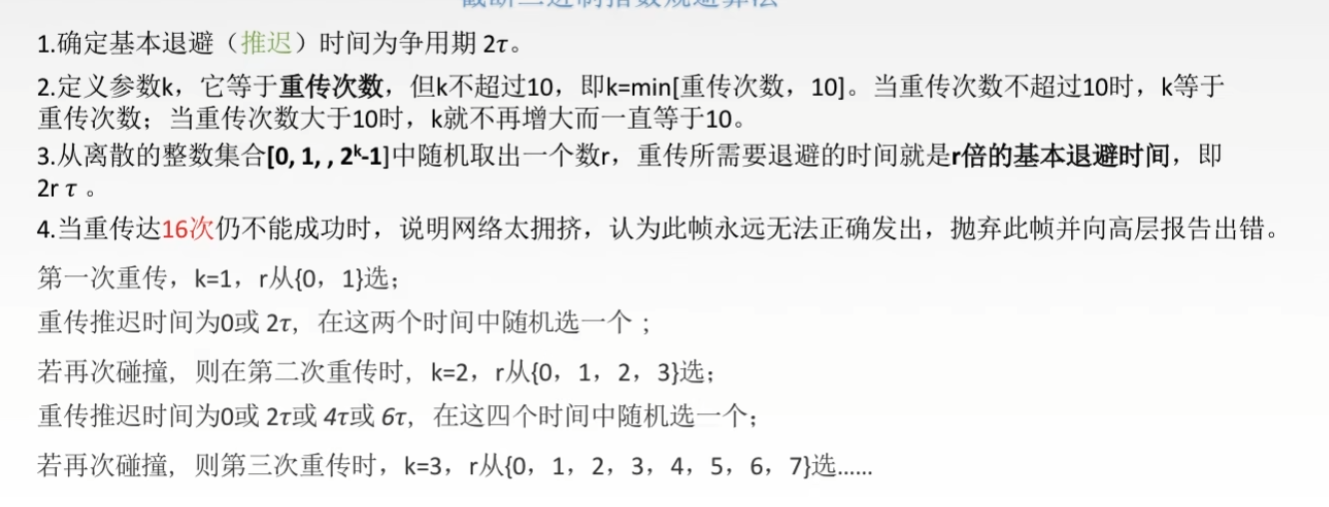 1.确定基本退避（推迟）时间为争用期 2τ。
2.定义参数k，它等于重传次数，但k不超过10，即k=min[重传次数，10]。当重传次数不超过10时，k等于
重传次数；当重传次数大于10时，k就不再增大而一直等于10。
3.从离散的整数集合[0, 1, , 2ᵏ-1]中随机取出一个数r，重传所需要退避的时间就是r倍的基本退避时间，即
2r τ 。
4.当重传达16次仍不能成功时，说明网络太拥挤，认为此帧永远无法正确发出，抛弃此帧并向高层报告出错。
第一次重传，k=1，r从{0，1}选；
重传推迟时间为0或 2τ，在这两个时间中随机选一个；
若再次碰撞，则在第二次重传时，k=2，r从{0，1，2，3}选；
重传推迟时间为0或 2τ或 4τ或 6τ，在这四个时间中随机选一个；
若再次碰撞，则第三次重传时，k=3，r从{0，1，2，3，4，5，6，7}选......